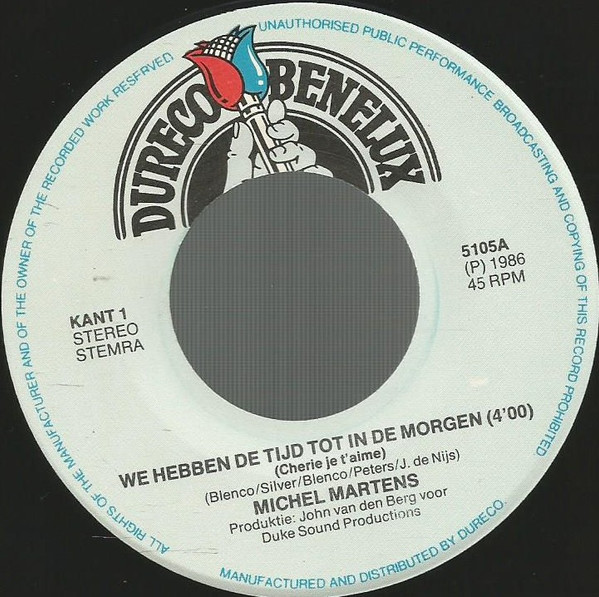 ALL RIGHTS OF THE MANUFACTURER AND OF THE OWNER OF THE RECORDED WORK RESERVED
UNAUTHORISED PUBLIC PERFORMANCE BROADCASTING AND COPYING OF THIS RECORD PROHIBITED
DURECO BENELUX
5105A
(P) 1986
45 RPM
KANT 1
STEREO
STEMRA
WE HEBBEN DE TIJD TOT IN DE MORGEN (4'00)
(Cherie je t'aime)
(Blenco/Silver/Blenco/Peters/J. de Nijs)
MICHEL MARTENS
Produktie: John van den Berg voor
Duke Sound Productions
MANUFACTURED AND DISTRIBUTED BY DURECO.